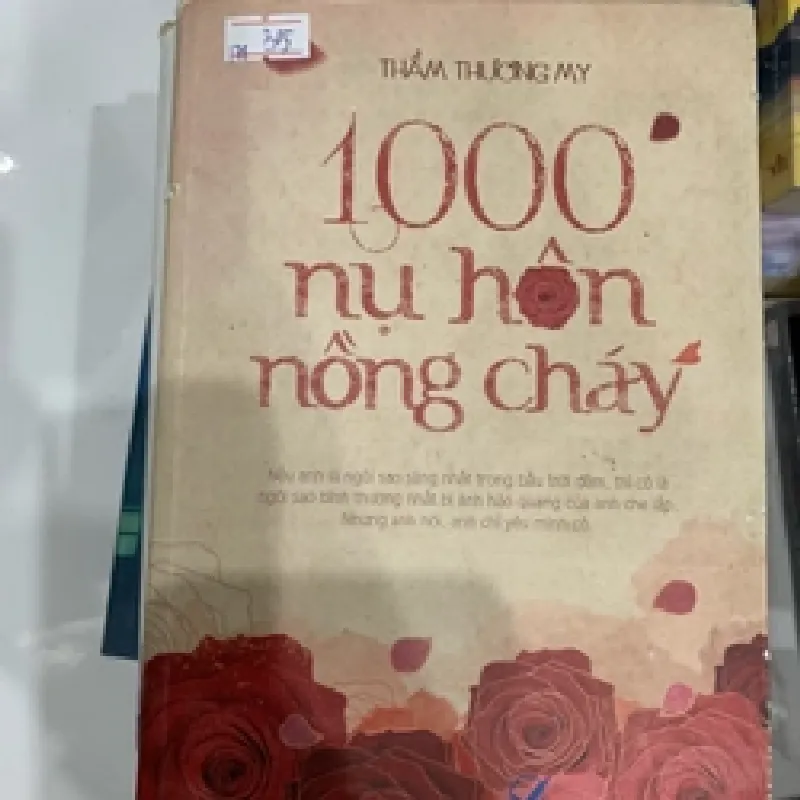 345
THẨM THƯƠNG MY
1000
nụ hôn
nồng cháy
Nếu anh là ngôi sao sáng nhất trong bầu trời đêm, thì cô là
ngôi sao bình thường nhất bị ánh hào quang của anh che lấp.
Nhưng anh nói, anh chỉ yêu mình cô.